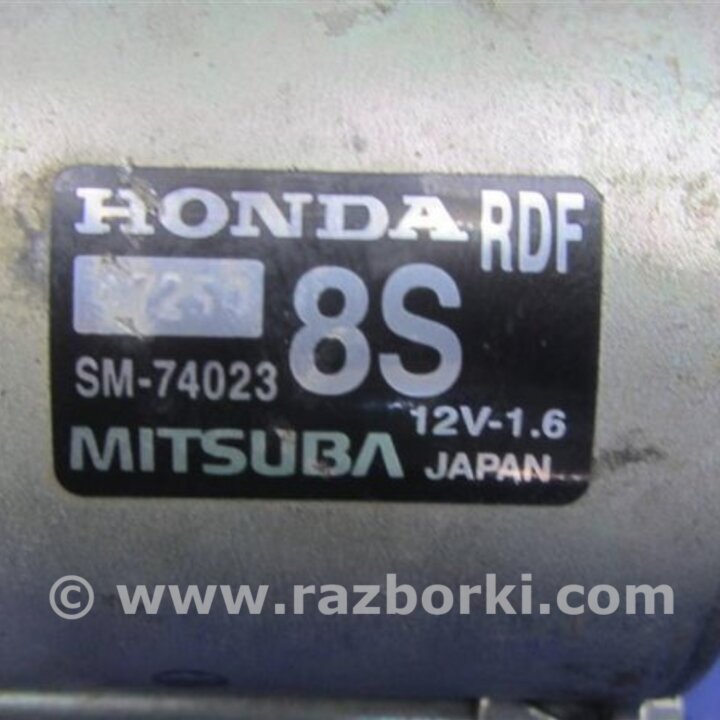 HONDA RDF
8S
SM-74023
12V-1.6
MITSUBA JAPAN
© www.razborki.com